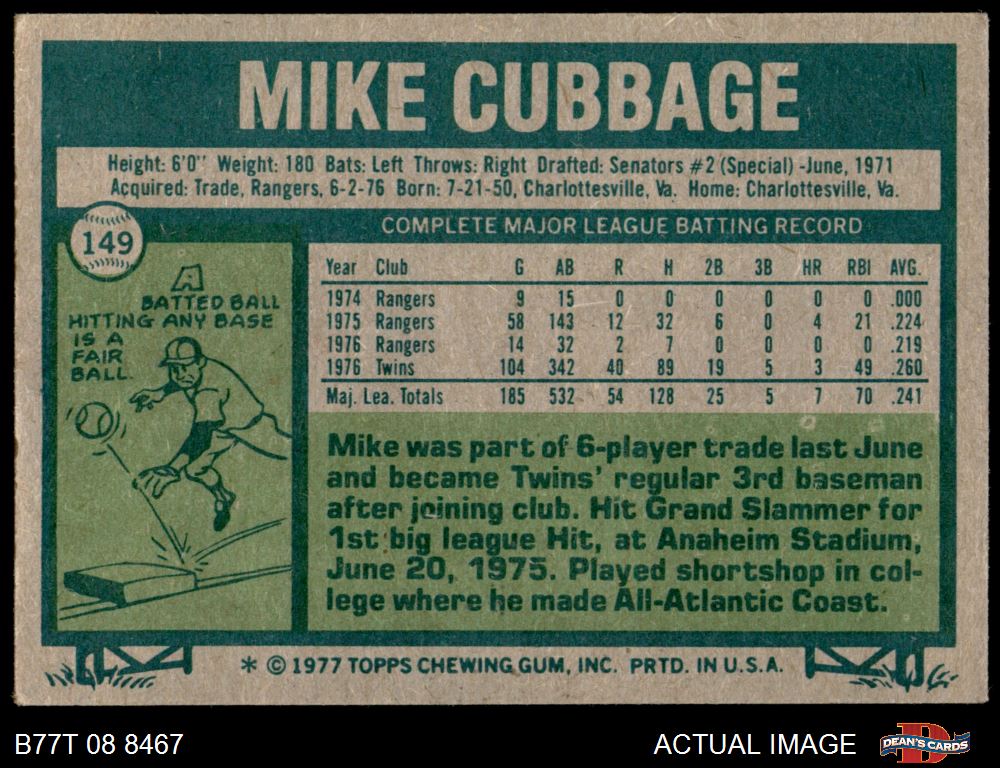 MIKE CUBBAGE
Height: 6'0" Weight: 180 Bats: Left Throws: Right Drafted: Senators #2 (Special) -June, 1971
Acquired: Trade, Rangers, 6-2-76 Born: 7-21-50, Charlottesville, Va. Home: Charlottesville, Va.
149
A
BATTED BALL
HITTING ANY BASE
IS A
FAIR
BALL.
COMPLETE MAJOR LEAGUE BATTING RECORD
Year Club G AB R H 2B 3B HR RBI AVG.
1974 Rangers 9 15 0 0 0 0 0 0 .000
1975 Rangers 58 143 12 32 6 0 4 21 .224
1976 Rangers 14 32 2 7 0 0 0 0 .219
1976 Twins 104 342 40 89 19 5 3 49 .260
Maj. Lea. Totals 185 532 54 128 25 5 7 70 .241
Mike was part of 6-player trade last June
and became Twins' regular 3rd baseman
after joining club. Hit Grand Slammer for
1st big league Hit, at Anaheim Stadium,
June 20, 1975. Played shortshop in col-
lege where he made All-Atlantic Coast.
* © 1977 TOPPS CHEWING GUM, INC. PRTD. IN U.S.A.
B77T 08 8467
ACTUAL IMAGE
D
DEAN'S CARDS